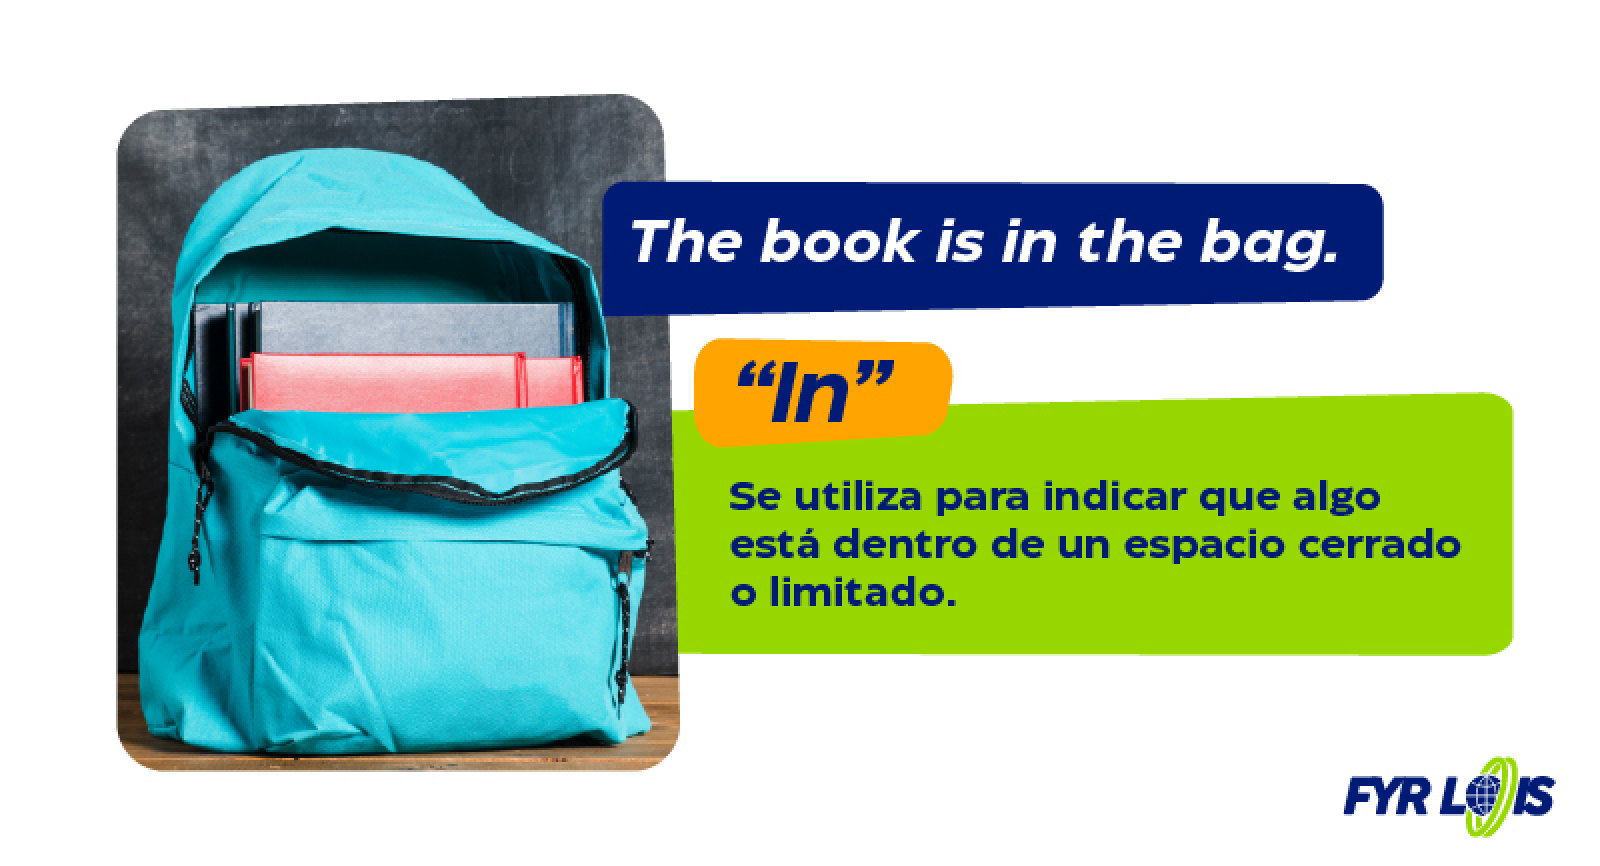 The book is in the bag.
“In”
Se utiliza para indicar que algo
está dentro de un espacio cerrado
o limitado.
FYR LOIS